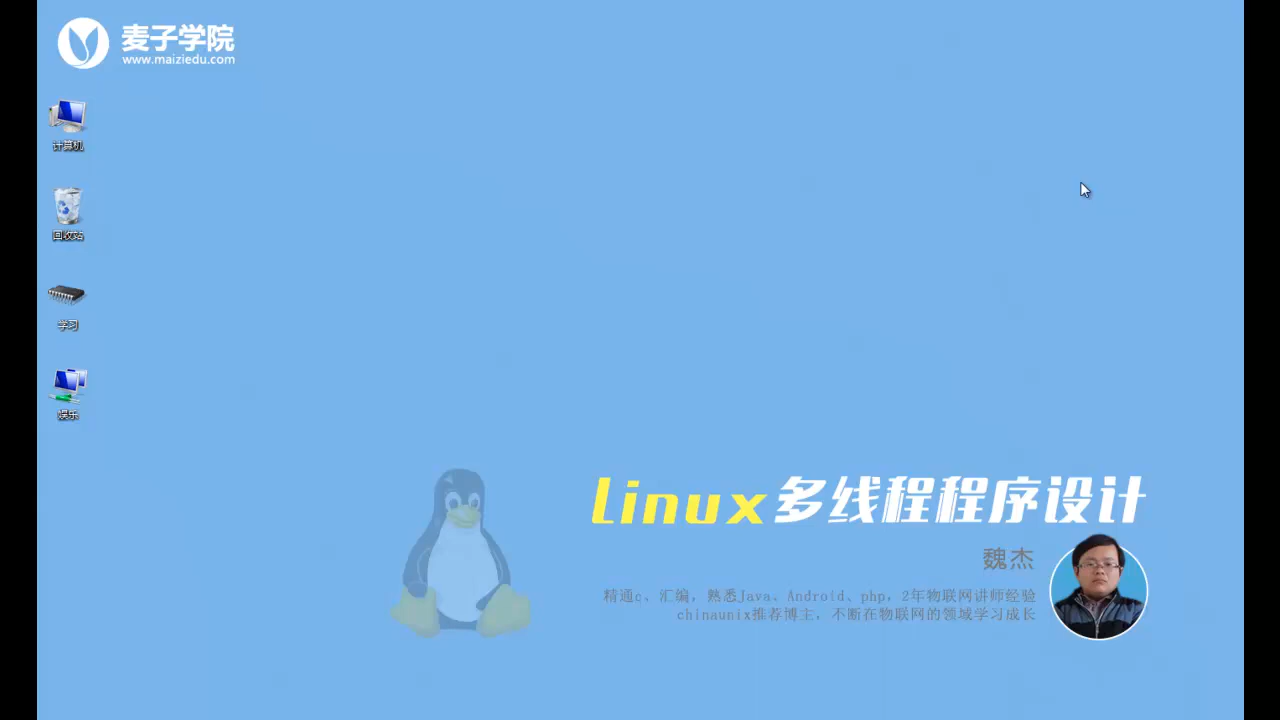 麦子学院
www.maiziedu.com
计算机
回收站
学习
娱乐
Linux多线程程序设计
魏杰
精通c、汇编，熟悉Java、Android、php，2年物联网讲师经验
chinaunix推荐博主，不断在物联网的领域学习成长